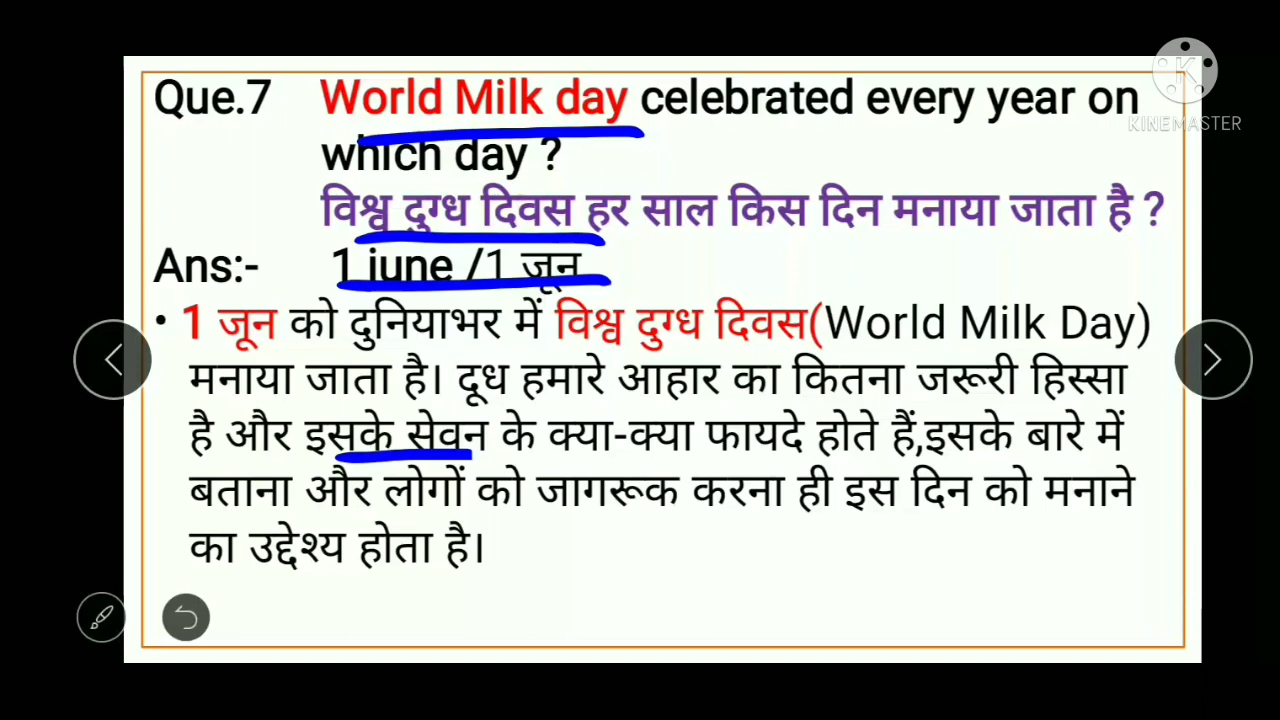 Que.7 World Milk day celebrated every year on
which day ?
विश्व दुग्ध दिवस हर साल किस दिन मनाया जाता है ?
Ans:- 1 june /1 जून
• 1 जून को दुनियाभर में विश्व दुग्ध दिवस(World Milk Day)
मनाया जाता है। दूध हमारे आहार का कितना जरूरी हिस्सा
है और इसके सेवन के क्या-क्या फायदे होते हैं,इसके बारे में
बताना और लोगों को जागरूक करना ही इस दिन को मनाने
का उद्देश्य होता है।
K
KINEMASTER